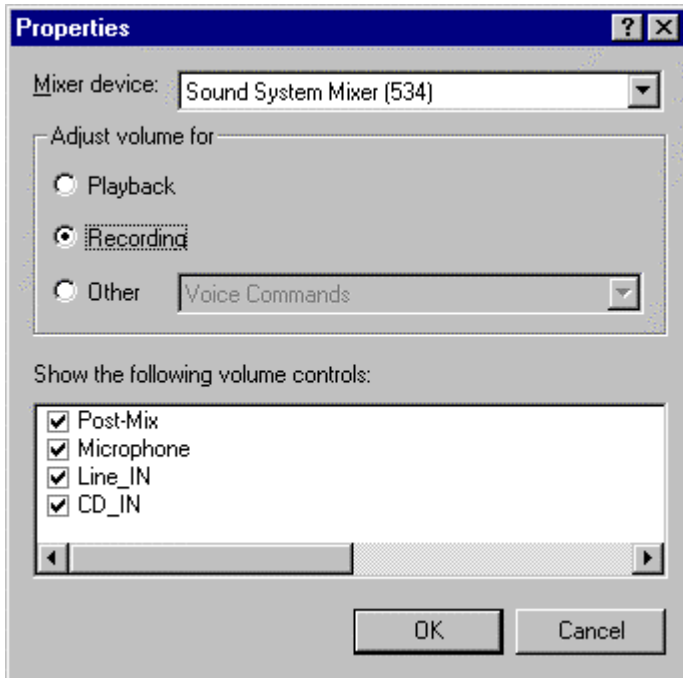 Properties
Mixer device: Sound System Mixer (534)
Adjust volume for
Playback
Recording
Other Voice Commands
Show the following volume controls:
Post-Mix
Microphone
Line_IN
CD_IN
OK Cancel